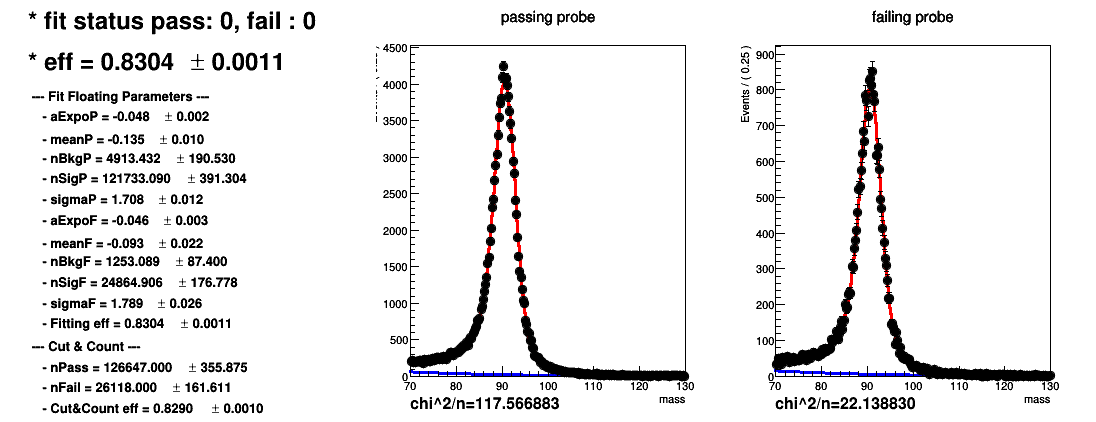 * fit status pass: 0, fail : 0
* eff = 0.8304 ± 0.0011
--- Fit Floating Parameters ---
- aExpoP = -0.048 ± 0.002
- meanP = -0.135 ± 0.010
- nBkgP = 4913.432 ± 190.530
- nSigP = 121733.090 ± 391.304
- sigmaP = 1.708 ± 0.012
- aExpoF = -0.046 ± 0.003
- meanF = -0.093 ± 0.022
- nBkgF = 1253.089 ± 87.400
- nSigF = 24864.906 ± 176.778
- sigmaF = 1.789 ± 0.026
- Fitting eff = 0.8304 ± 0.0011
--- Cut & Count ---
- nPass = 126647.000 ± 355.875
- nFail = 26118.000 ± 161.611
- Cut&Count eff = 0.8290 ± 0.0010
passing probe
4500
4000
3500
3000
2500
2000
1500
1000
500
0
70 80 90 100 110 120 130
mass
chi^2/n=117.566883
failing probe
Events / ( 0.25 )
900
800
700
600
500
400
300
200
100
0
70 80 90 100 110 120 130
mass
chi^2/n=22.138830